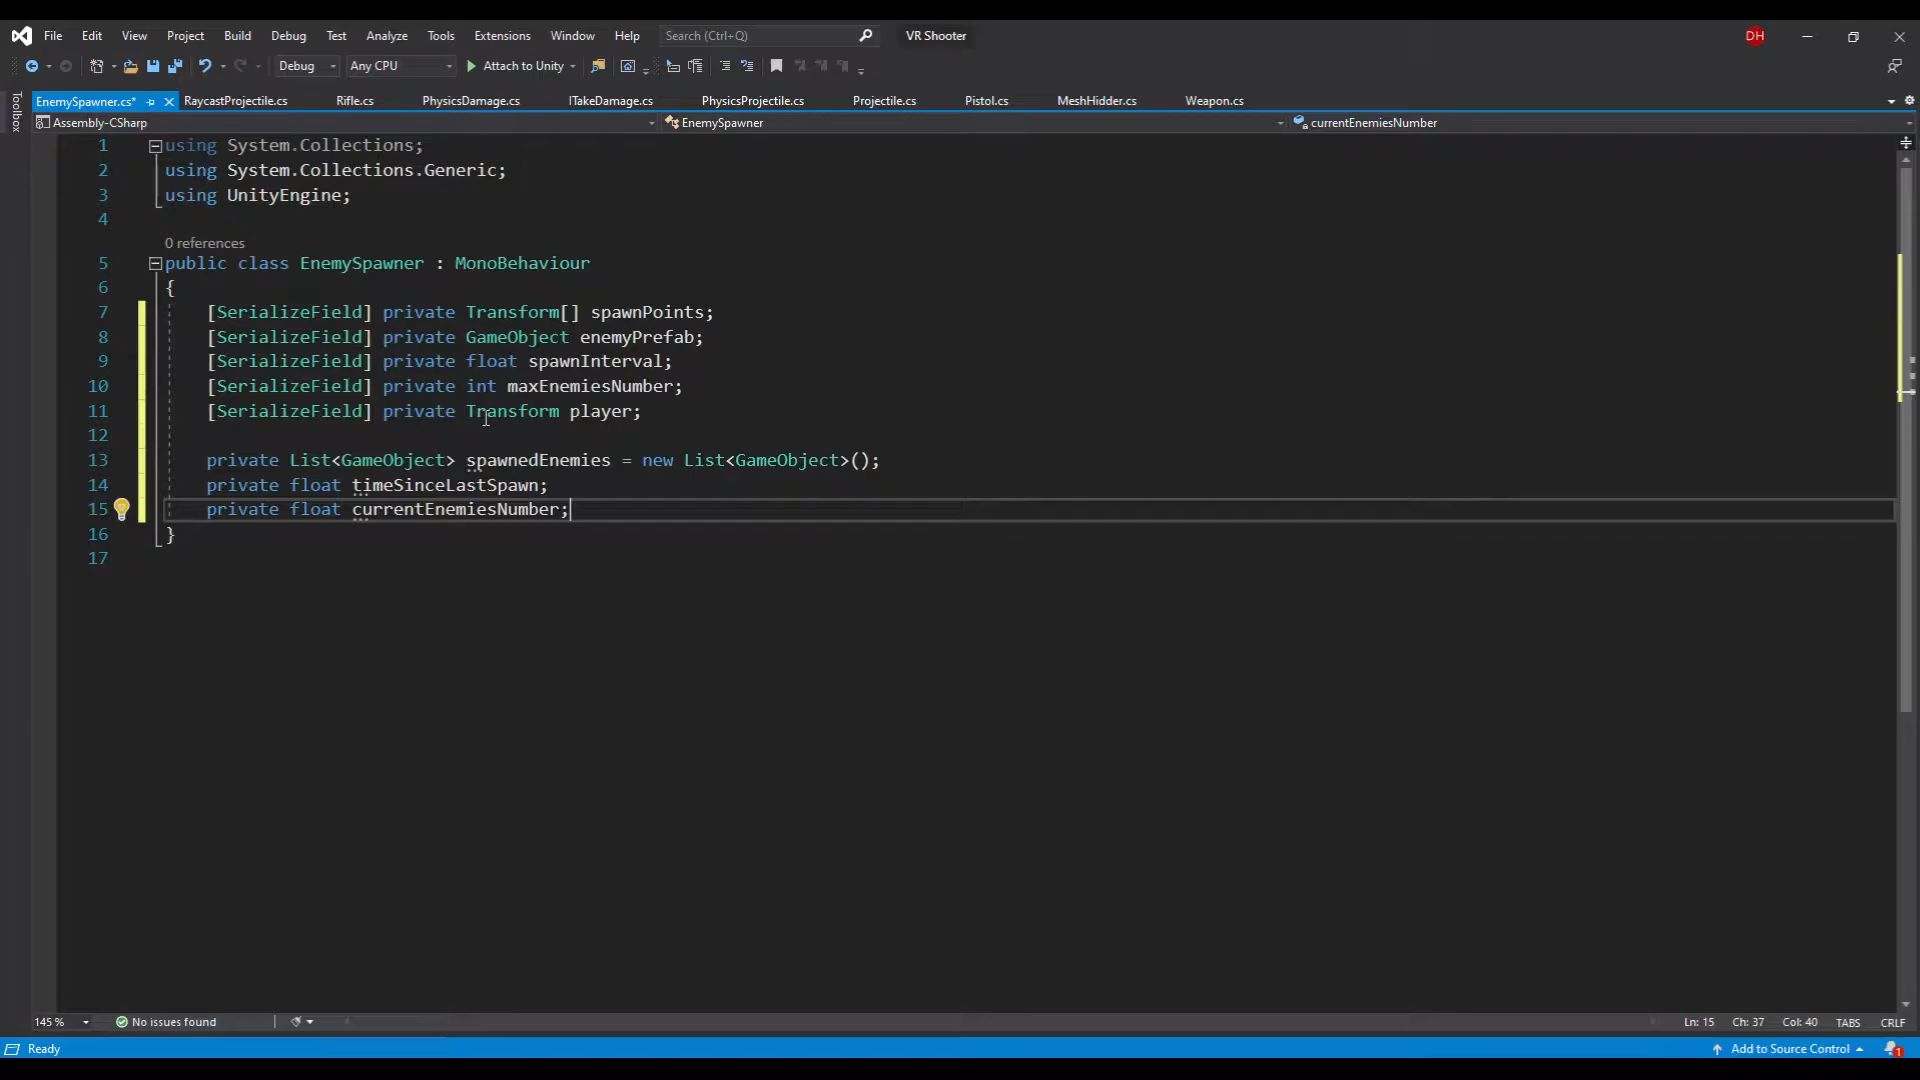 File Edit View Project Build Debug Test Analyze Tools Extensions Window Help Search (Ctrl+Q) VR Shooter DH
Debug Any CPU Attach to Unity
EnemySpawner.cs* RaycastProjectile.cs Rifle.cs PhysicsDamage.cs ITakeDamage.cs PhysicsProjectile.cs Projectile.cs Pistol.cs MeshHidder.cs Weapon.cs
Toolbox
Assembly-CSharp EnemySpawner currentEnemiesNumber
1 using System.Collections;
2 using System.Collections.Generic;
3 using UnityEngine;
4
0 references
5 public class EnemySpawner : MonoBehaviour
6 {
7 [SerializeField] private Transform[] spawnPoints;
8 [SerializeField] private GameObject enemyPrefab;
9 [SerializeField] private float spawnInterval;
10 [SerializeField] private int maxEnemiesNumber;
11 [SerializeField] private Transform player;
12
13 private List<GameObject> spawnedEnemies = new List<GameObject>();
14 private float timeSinceLastSpawn;
15 private float currentEnemiesNumber;
16 }
17
145 % No issues found Ln: 15 Ch: 37 Col: 40 TABS CRLF
Ready Add to Source Control 1